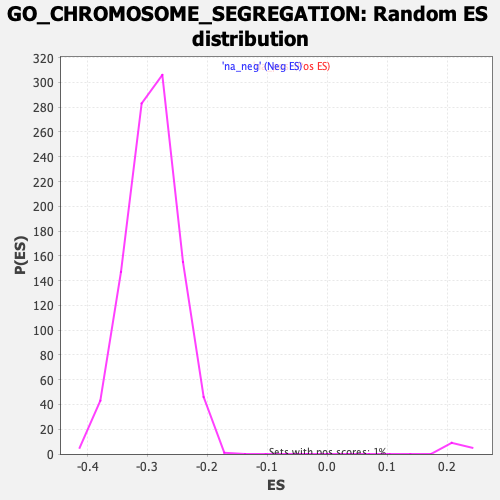 GO_CHROMOSOME_SEGREGATION: Random ES
distribution
'na_neg' (Neg ES)os ES)
320
300
280
260
240
220
200
180
160
140
120
100
80
60
40
20
0
P(ES)
Sets with pos scores: 1%
-0.4 -0.3 -0.2 -0.1 0.0 0.1 0.2
ES